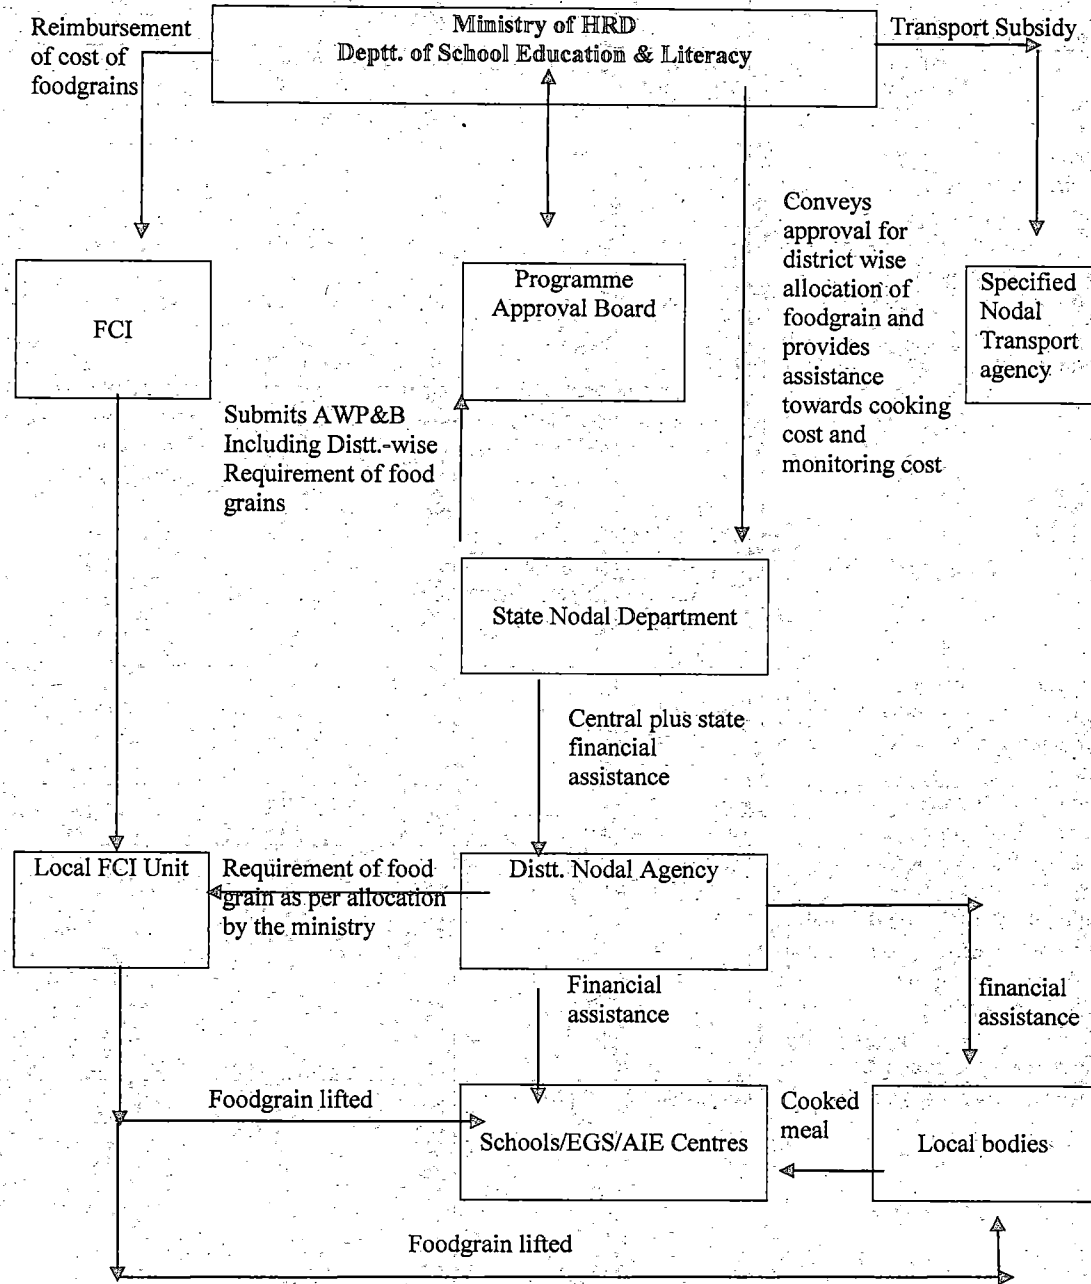 Reimbursement
of cost of
foodgrains
Ministry of HRD
Deptt. of School Education & Literacy
Transport Subsidy
Conveys
approval for
district wise
allocation of
foodgrain and
provides
assistance
towards cooking
cost and
monitoring cost
FCI
Programme
Approval Board
Specified
Nodal
Transport
agency
Submits AWP&B
Including Distt.-wise
Requirement of food
grains
State Nodal Department
Central plus state
financial
assistance
Local FCI Unit
Requirement of food
grain as per allocation
by the ministry
Distt. Nodal Agency
Financial
assistance
financial
assistance
Foodgrain lifted
Schools/EGS/AIE Centres
Cooked
meal
Local bodies
Foodgrain lifted